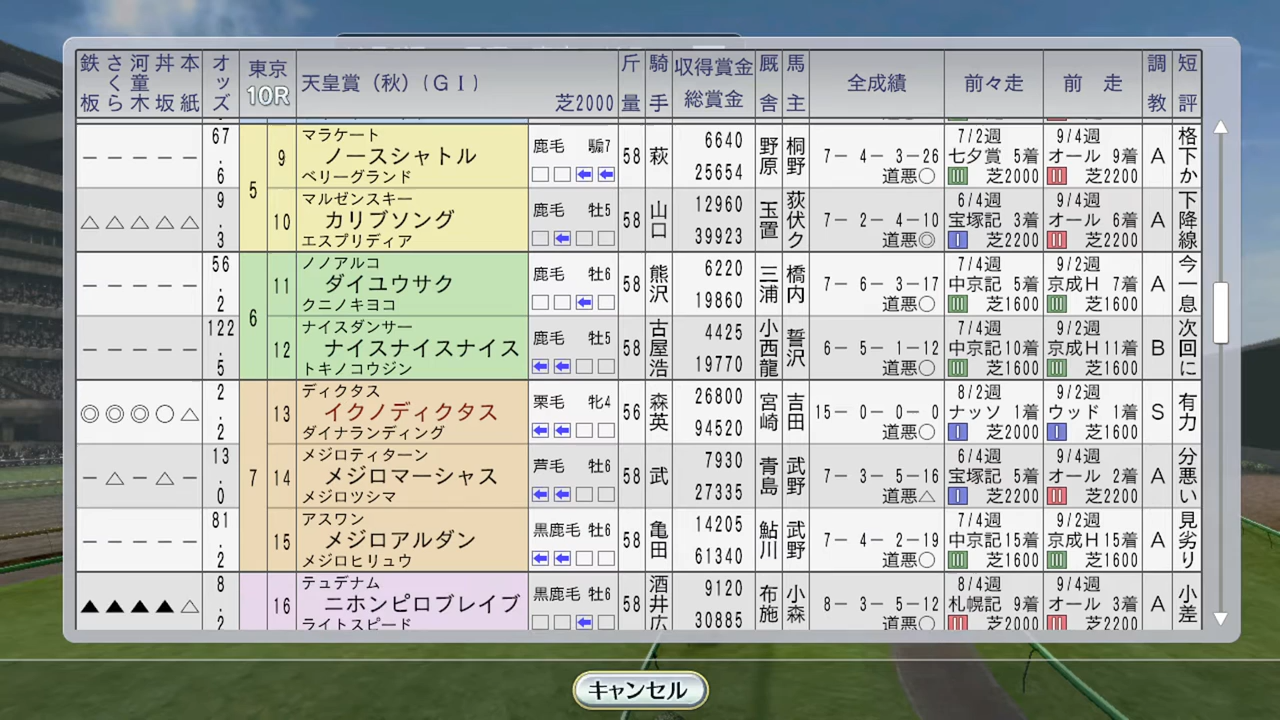 鉄板 さくら 河童木 丼坂 本紙 オッズ 東京 10R 天皇賞(秋)(GⅠ) 芝2000 斤量 騎手 収得賞金 総賞金 厩舎 馬主 全成績 前々走 前 走 調教 短評
5
－ － － － － 67.6 9 マラケート
ノースシャトル
ベリーグランド
鹿毛 騸7 58 萩 6640 25654 野原 桐野 7－ 4－ 3－26 道悪○
7/2週 七夕賞 5着 Ⅲ 芝2000
9/4週 オール 9着 Ⅱ 芝2200
A 格下か
△ △ △ △ △ 9.3 10 マルゼンスキー
カリブソング
エスプリディア
鹿毛 牡5 58 山口 12960 39923 玉置 荻伏ク 7－ 2－ 4－10 道悪◎
6/4週 宝塚記 3着 Ⅰ 芝2200
9/4週 オール 6着 Ⅱ 芝2200
A 下降線
6
－ － － － － 56.2 11 ノノアルコ
ダイユウサク
クニノキヨコ
鹿毛 牡6 58 熊沢 6220 19860 三浦 橋内 7－ 6－ 3－17 道悪○
7/4週 中京記 5着 Ⅲ 芝1600
9/2週 京成H 7着 Ⅲ 芝1600
A 今一息
－ － － － － 122.5 12 ナイスダンサー
ナイスナイスナイス
トキノコウジン
鹿毛 牡5 58 古屋浩 4425 19770 小西龍 誓沢 6－ 5－ 1－12 道悪○
7/4週 中京記10着 Ⅲ 芝1600
9/2週 京成H11着 Ⅲ 芝1600
B 次回に
7
◎ ◎ ◎ ○ △ 2.2 13 ディクタス
イクノディクタス
ダイナランディング
栗毛 牝4 56 森英 26800 94520 宮崎 吉田 15－ 0－ 0－ 0 道悪○
8/2週 ナッソ 1着 Ⅰ 芝2000
9/3週 ウッド 1着 Ⅰ 芝1600
S 有力
－ △ － △ － 13.0 14 メジロティターン
メジロマーシャス
メジロツシマ
芦毛 牡6 58 武 7930 27335 青島 武野 7－ 3－ 5－16 道悪△
6/4週 宝塚記 5着 Ⅰ 芝2200
9/4週 オール 2着 Ⅱ 芝2200
A 分悪い
－ － － － － 81.2 15 アスワン
メジロアルダン
メジロヒリュウ
黒鹿毛 牡6 58 亀田 14205 61340 鮎川 武野 7－ 4－ 2－19 道悪○
7/4週 中京記15着 Ⅲ 芝1600
9/2週 京成H15着 Ⅲ 芝1600
A 見劣り
▲ ▲ ▲ ▲ △ 8.2 16 テュデナム
ニホンピロブレイブ
ライトスピード
黒鹿毛 牡6 58 酒井広 9120 30885 布施 小森 8－ 3－ 5－12 道悪○
8/4週 札幌記 9着 Ⅱ 芝2000
9/4週 オール 3着 Ⅱ 芝2200
A 小差
キャンセル